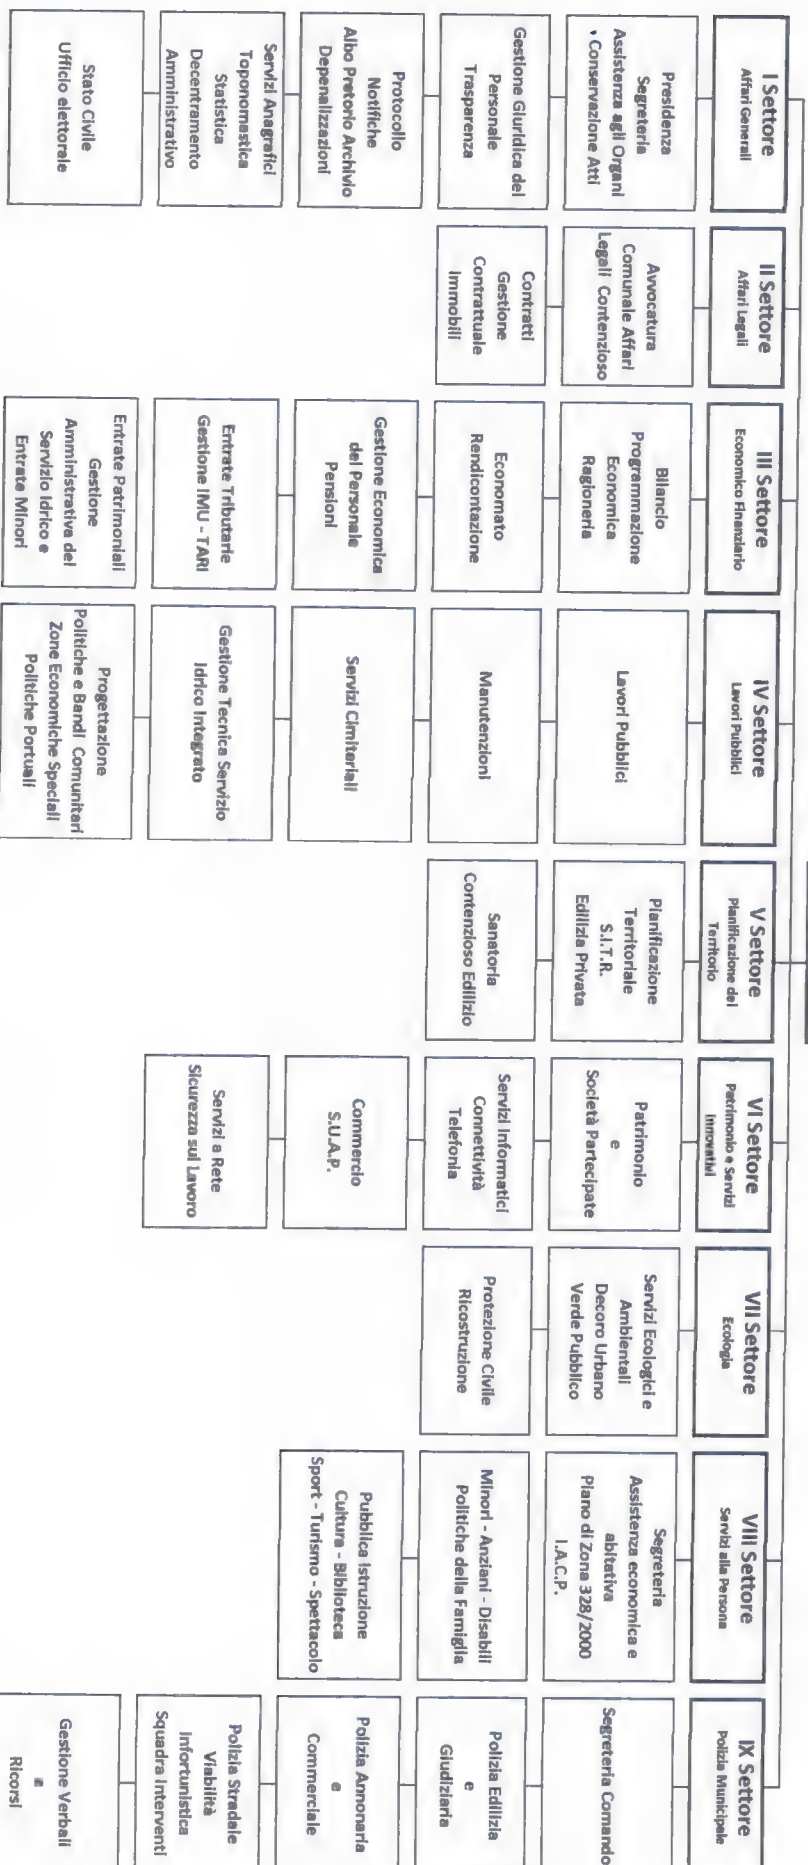 I Settore
Affari Generali
Presidenza
Segreteria
Assistenza agli Organi
• Conservazione Atti
Gestione Giuridica del
Personale
Trasparenza
Protocollo
Notifiche
Albo Pretorio Archivio
Depenalizzazioni
Servizi Anagrafici
Toponomastica
Statistica
Decentramento
Amministrativo
Stato Civile
Ufficio elettorale
II Settore
Affari Legali
Avvocatura
Comunale Affari
Legali Contenzioso
Contratti
Gestione
Contrattuale
Immobili
III Settore
Economico Finanziario
Bilancio
Programmazione
Economica
Ragioneria
Economato
Rendicontazione
Gestione Economica
del Personale
Pensioni
Entrate Tributarie
Gestione IMU - TARI
Entrate Patrimoniali
Gestione
Amministrativa del
Servizio Idrico e
Entrate Minori
IV Settore
Lavori Pubblici
Lavori Pubblici
Manutenzioni
Servizi Cimiteriali
Gestione Tecnica Servizio
Idrico Integrato
Progettazione
Politiche e Bandi Comunitari
Zone Economiche Speciali
Politiche Portuali
V Settore
Pianificazione del
Territorio
Pianificazione
Territoriale
S.I.T.R.
Edilizia Privata
Sanatoria
Contenzioso Edilizio
VI Settore
Patrimonio e Servizi
Innovativi
Patrimonio
e
Società Partecipate
Servizi Informatici
Connettività
Telefonia
Commercio
S.U.A.P.
Servizi a Rete
Sicurezza sul Lavoro
VII Settore
Ecologia
Servizi Ecologici e
Ambientali
Decoro Urbano
Verde Pubblico
Protezione Civile
Ricostruzione
VIII Settore
Servizi alla Persona
Segreteria
Assistenza economica e
abitativa
Piano di Zona 328/2000
I.A.C.P.
Minori - Anziani - Disabili
Politiche della Famiglia
Pubblica Istruzione
Cultura - Biblioteca
Sport - Turismo - Spettacolo
IX Settore
Polizia Municipale
Segreteria Comando
Polizia Edilizia
e
Giudiziaria
Polizia Annonaria
e
Commerciale
Polizia Stradale
Viabilità
Infortunistica
Squadra Interventi
Gestione Verbali
e
Ricorsi